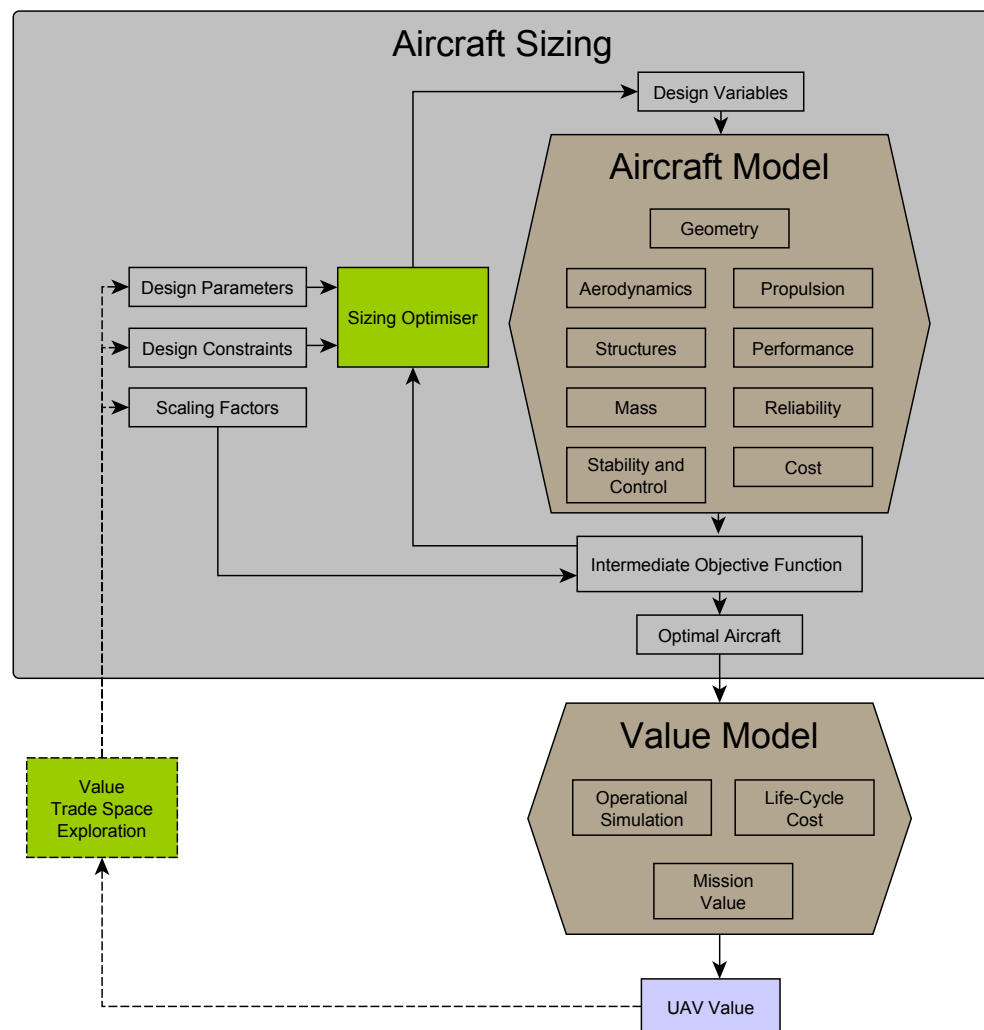 Aircraft Sizing
Design Variables
Aircraft Model
Geometry
Aerodynamics
Propulsion
Structures
Performance
Mass
Reliability
Stability and
Control
Cost
Design Parameters
Design Constraints
Scaling Factors
Sizing Optimiser
Intermediate Objective Function
Optimal Aircraft
Value Model
Operational
Simulation
Life-Cycle
Cost
Mission
Value
Value
Trade Space
Exploration
UAV Value